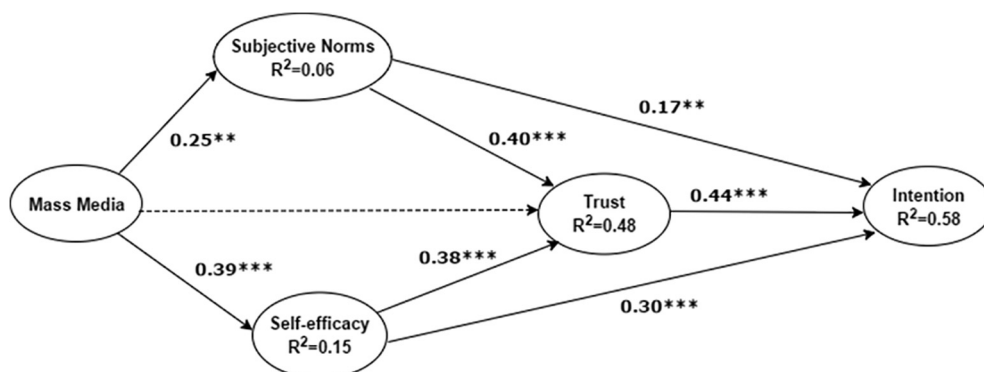 Subjective Norms
R²=0.06
0.17**
0.25**
0.40***
Mass Media
Trust
R²=0.48
0.44***
Intention
R²=0.58
0.39***
0.38***
0.30***
Self-efficacy
R²=0.15